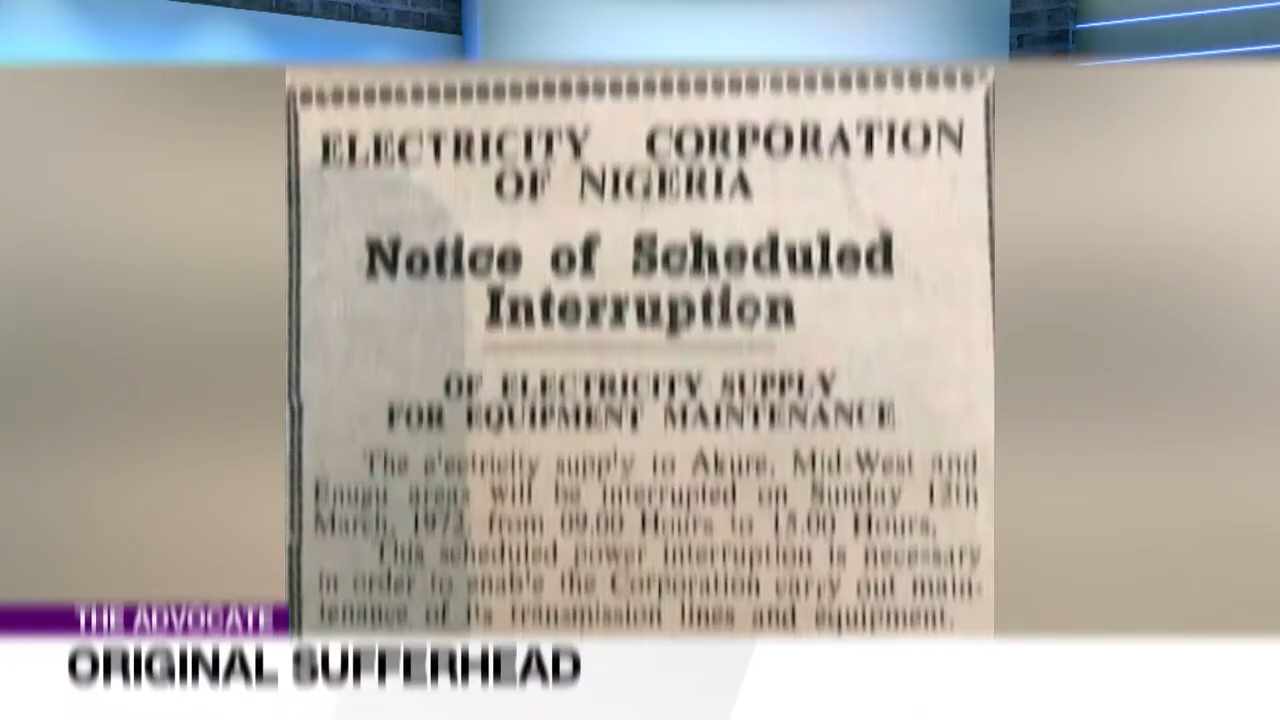 ELECTRICITY CORPORATION
OF NIGERIA
Notice of Scheduled
Interruption
OF ELECTRICITY SUPPLY
FOR EQUIPMENT MAINTENANCE
The electricity supply to Akure, Mid-West and
Enugu areas will be interrupted on Sunday 12th
March, 1972 from 09.00 Hours to 15.00 Hours.
This scheduled power interruption is necessary
in order to enable the Corporation carry out main-
tenance of its transmission lines and equipment.
THE ADVOCATE
ORIGINAL SUFFERHEAD